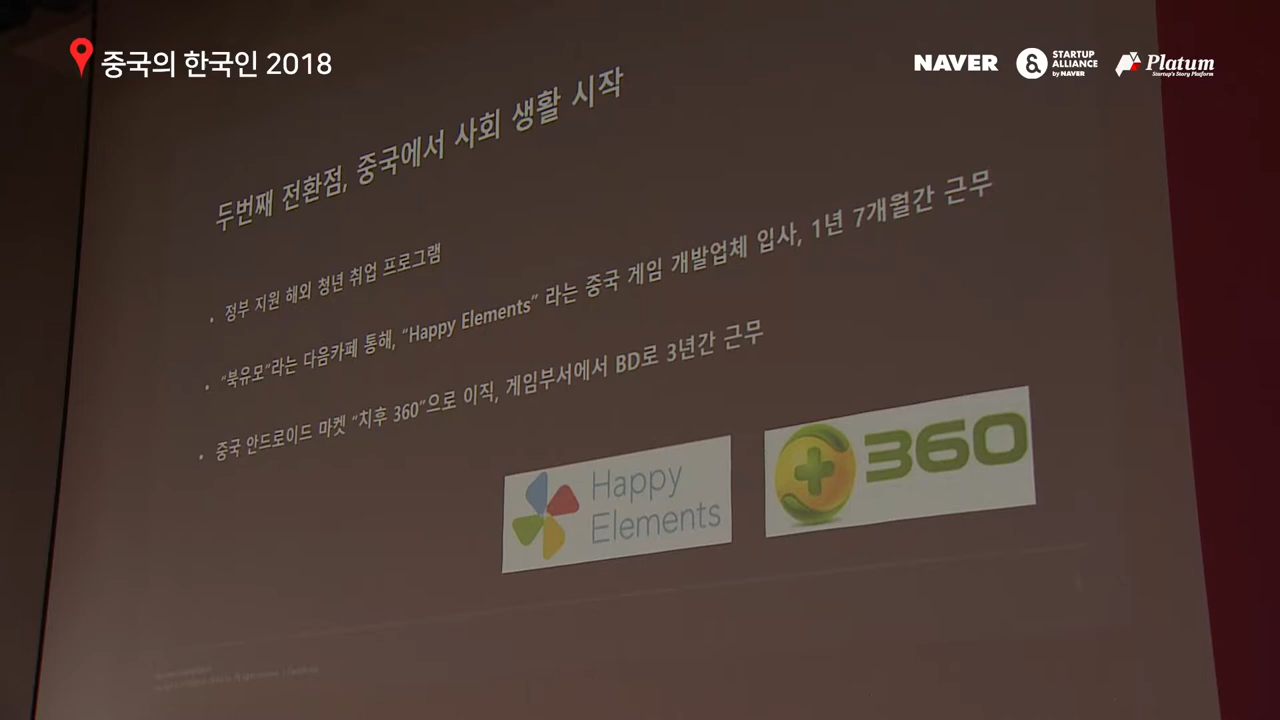 중국의 한국인 2018
NAVER
&
STARTUP
ALLIANCE
by NAVER
Platum
Startup's Story Platform
두번째 전환점, 중국에서 사회 생활 시작
• 정부 지원 해외 청년 취업 프로그램
• “북유모”라는 다음카페 통해, “Happy Elements” 라는 중국 게임 개발업체 입사, 1년 7개월간 근무
• 중국 안드로이드 마켓 “치후 360”으로 이직, 게임부서에서 BD로 3년간 근무
Happy
Elements
360